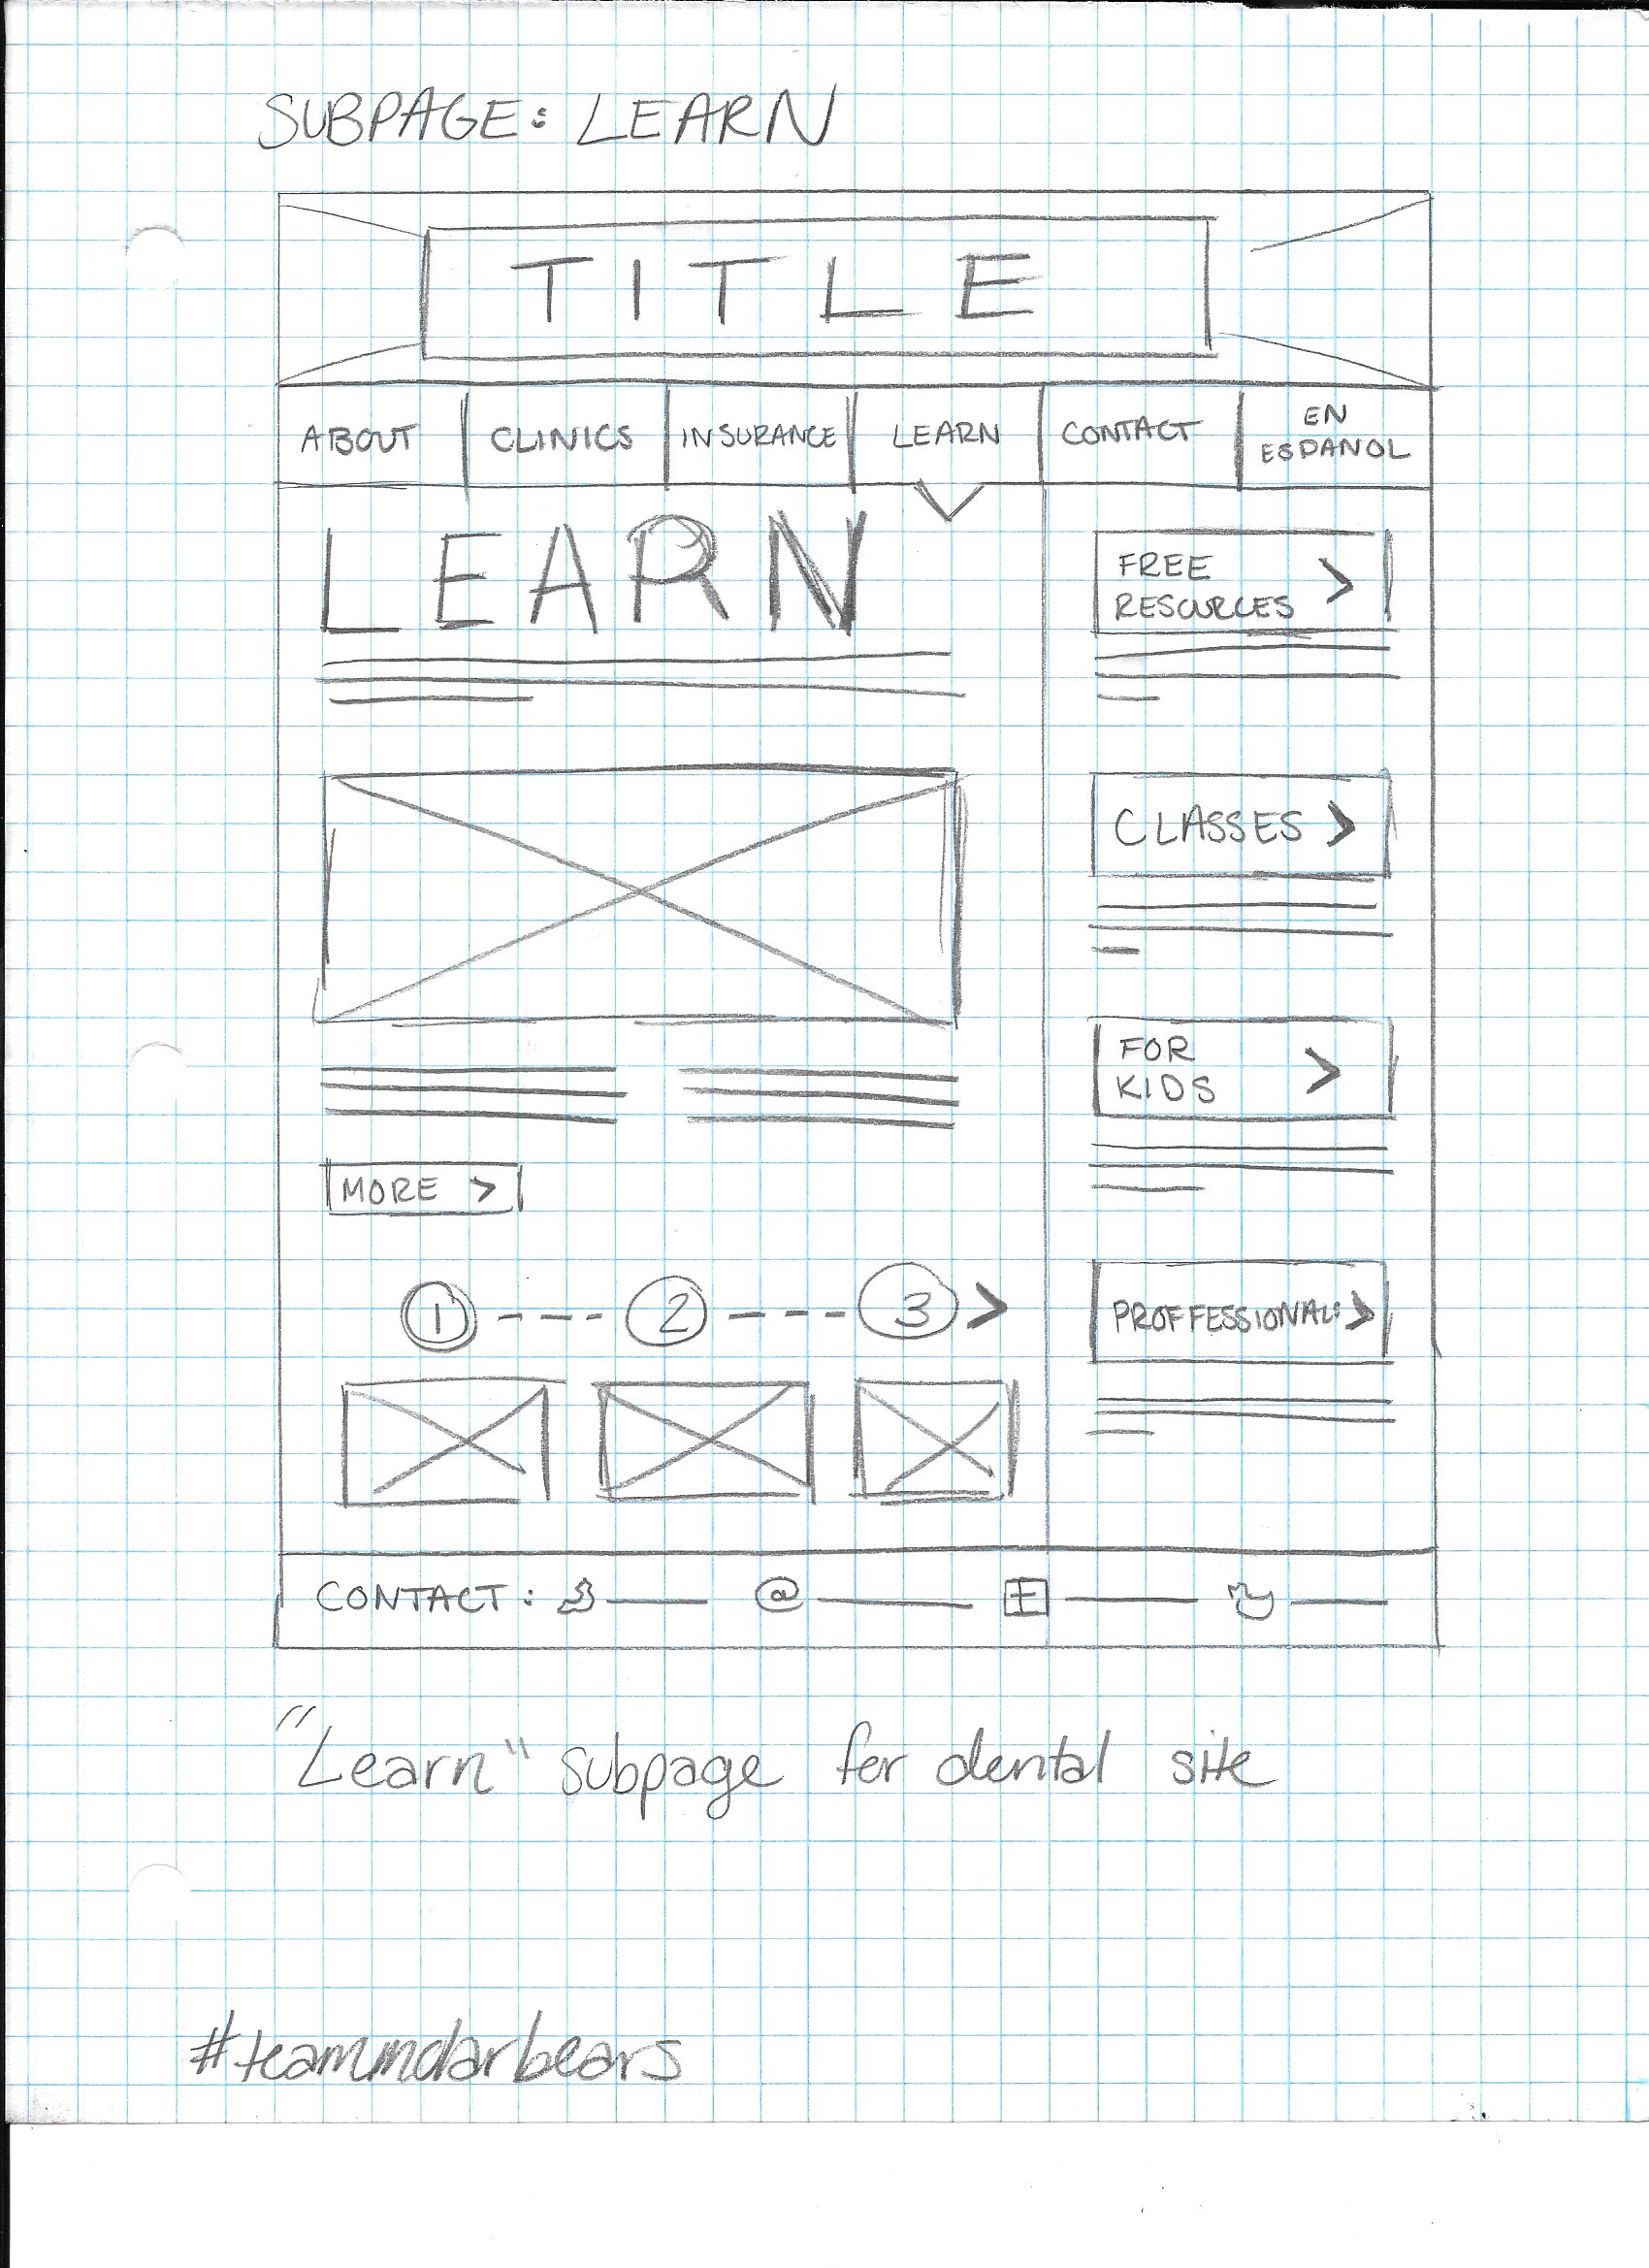 SUBPAGE: LEARN
TITLE
ABOUT
CLINICS
INSURANCE
LEARN
CONTACT
EN
ESPANOL
LEARN
FREE
RESOURCES >
CLASSES >
FOR
KIDS >
MORE >
1 --- 2 --- 3 >
PROFFESSIONALS >
CONTACT: @
"Learn" subpage for dental site